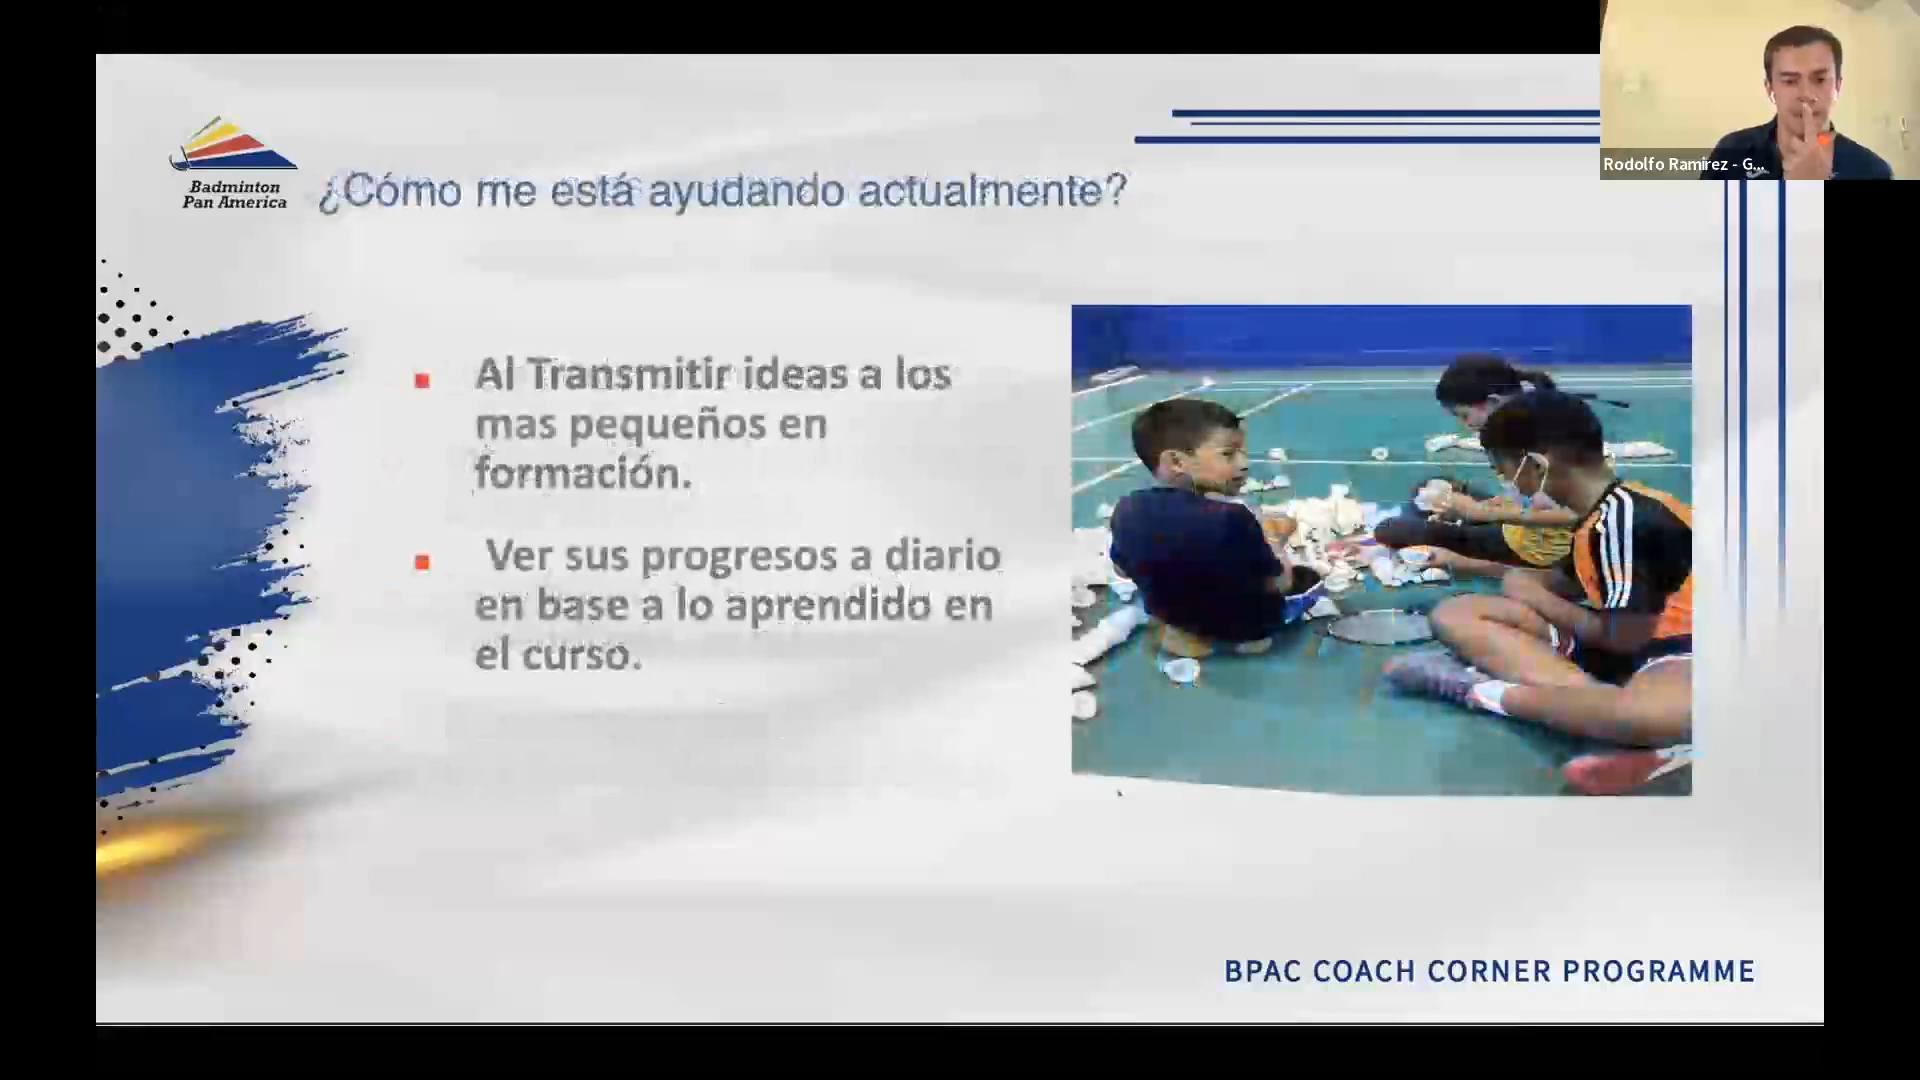 Rodolfo Ramírez - G...
Badminton
Pan America
¿Cómo me está ayudando actualmente?
Al Transmitir ideas a los
mas pequeños en
formación.
Ver sus progresos a diario
en base a lo aprendido en
el curso.
BPAC COACH CORNER PROGRAMME